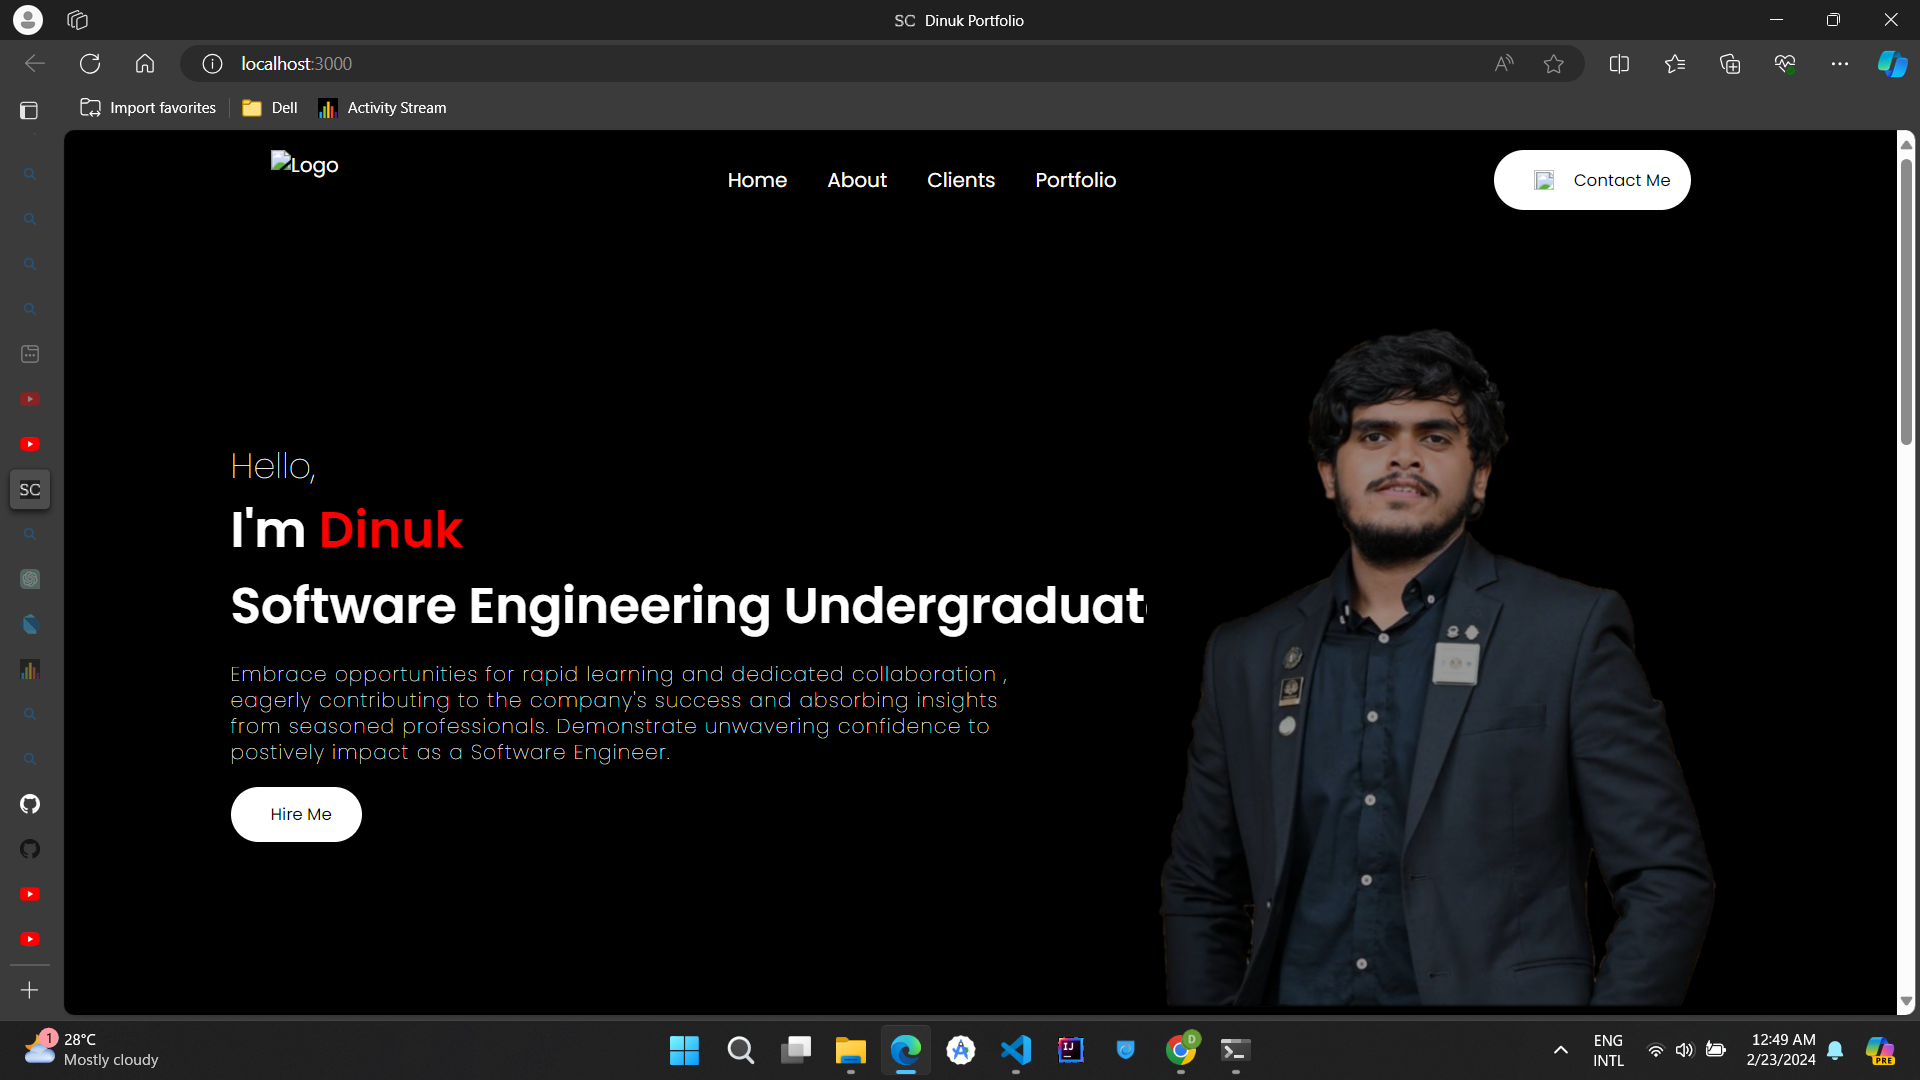 SC Dinuk Portfolio
localhost:3000
Import favorites
Dell
Activity Stream
Logo
Home
About
Clients
Portfolio
Contact Me
SC
Hello,
I'm Dinuk
Software Engineering Undergraduat
Embrace opportunities for rapid learning and dedicated collaboration ,
eagerly contributing to the company's success and absorbing insights
from seasoned professionals. Demonstrate unwavering confidence to
postively impact as a Software Engineer.
Hire Me
1
28°C
Mostly cloudy
IJ
D
ENG
INTL
12:49 AM
2/23/2024
PRE